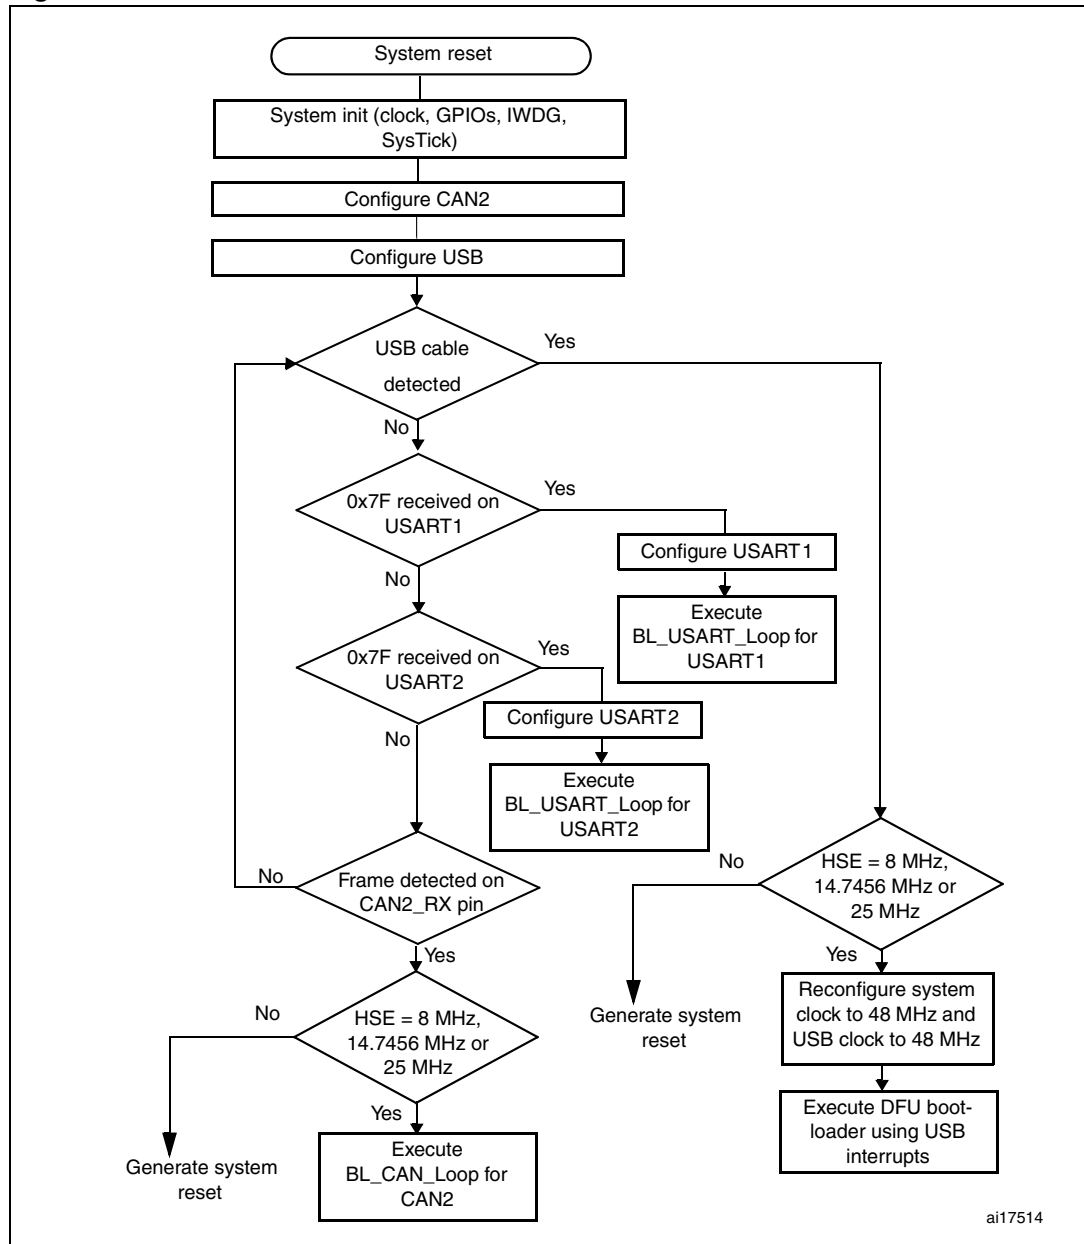 System reset
System init (clock, GPIOs, IWDG,
SysTick)
Configure CAN2
Configure USB
USB cable
detected
Yes
No
0x7F received on
USART1
Yes
Configure USART1
No
Execute
BL_USART_Loop for
USART1
0x7F received on
USART2
Yes
Configure USART2
No
Execute
BL_USART_Loop for
USART2
HSE = 8 MHz,
14.7456 MHz or
25 MHz
No
Frame detected on
CAN2_RX pin
No
Yes
Yes
Reconfigure system
clock to 48 MHz and
USB clock to 48 MHz
Generate system
reset
HSE = 8 MHz,
14.7456 MHz or
25 MHz
No
Yes
Execute DFU boot-
loader using USB
interrupts
Execute
BL_CAN_Loop for
CAN2
Generate system
reset
ai17514